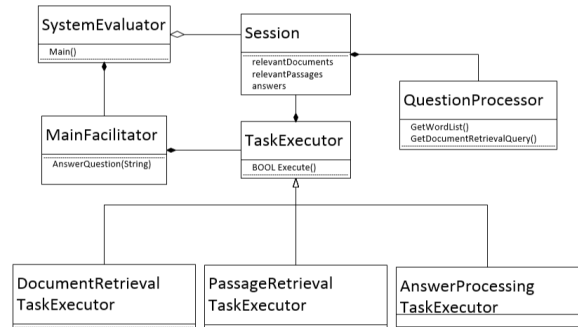 SystemEvaluator
Main()
Session
relevantDocuments
relevantPassages
answers
QuestionProcessor
GetWordList()
GetDocumentRetrievalQuery()
MainFacilitator
AnswerQuestion(String)
TaskExecutor
BOOL Execute()
DocumentRetrieval
TaskExecutor
PassageRetrieval
TaskExecutor
AnswerProcessing
TaskExecutor